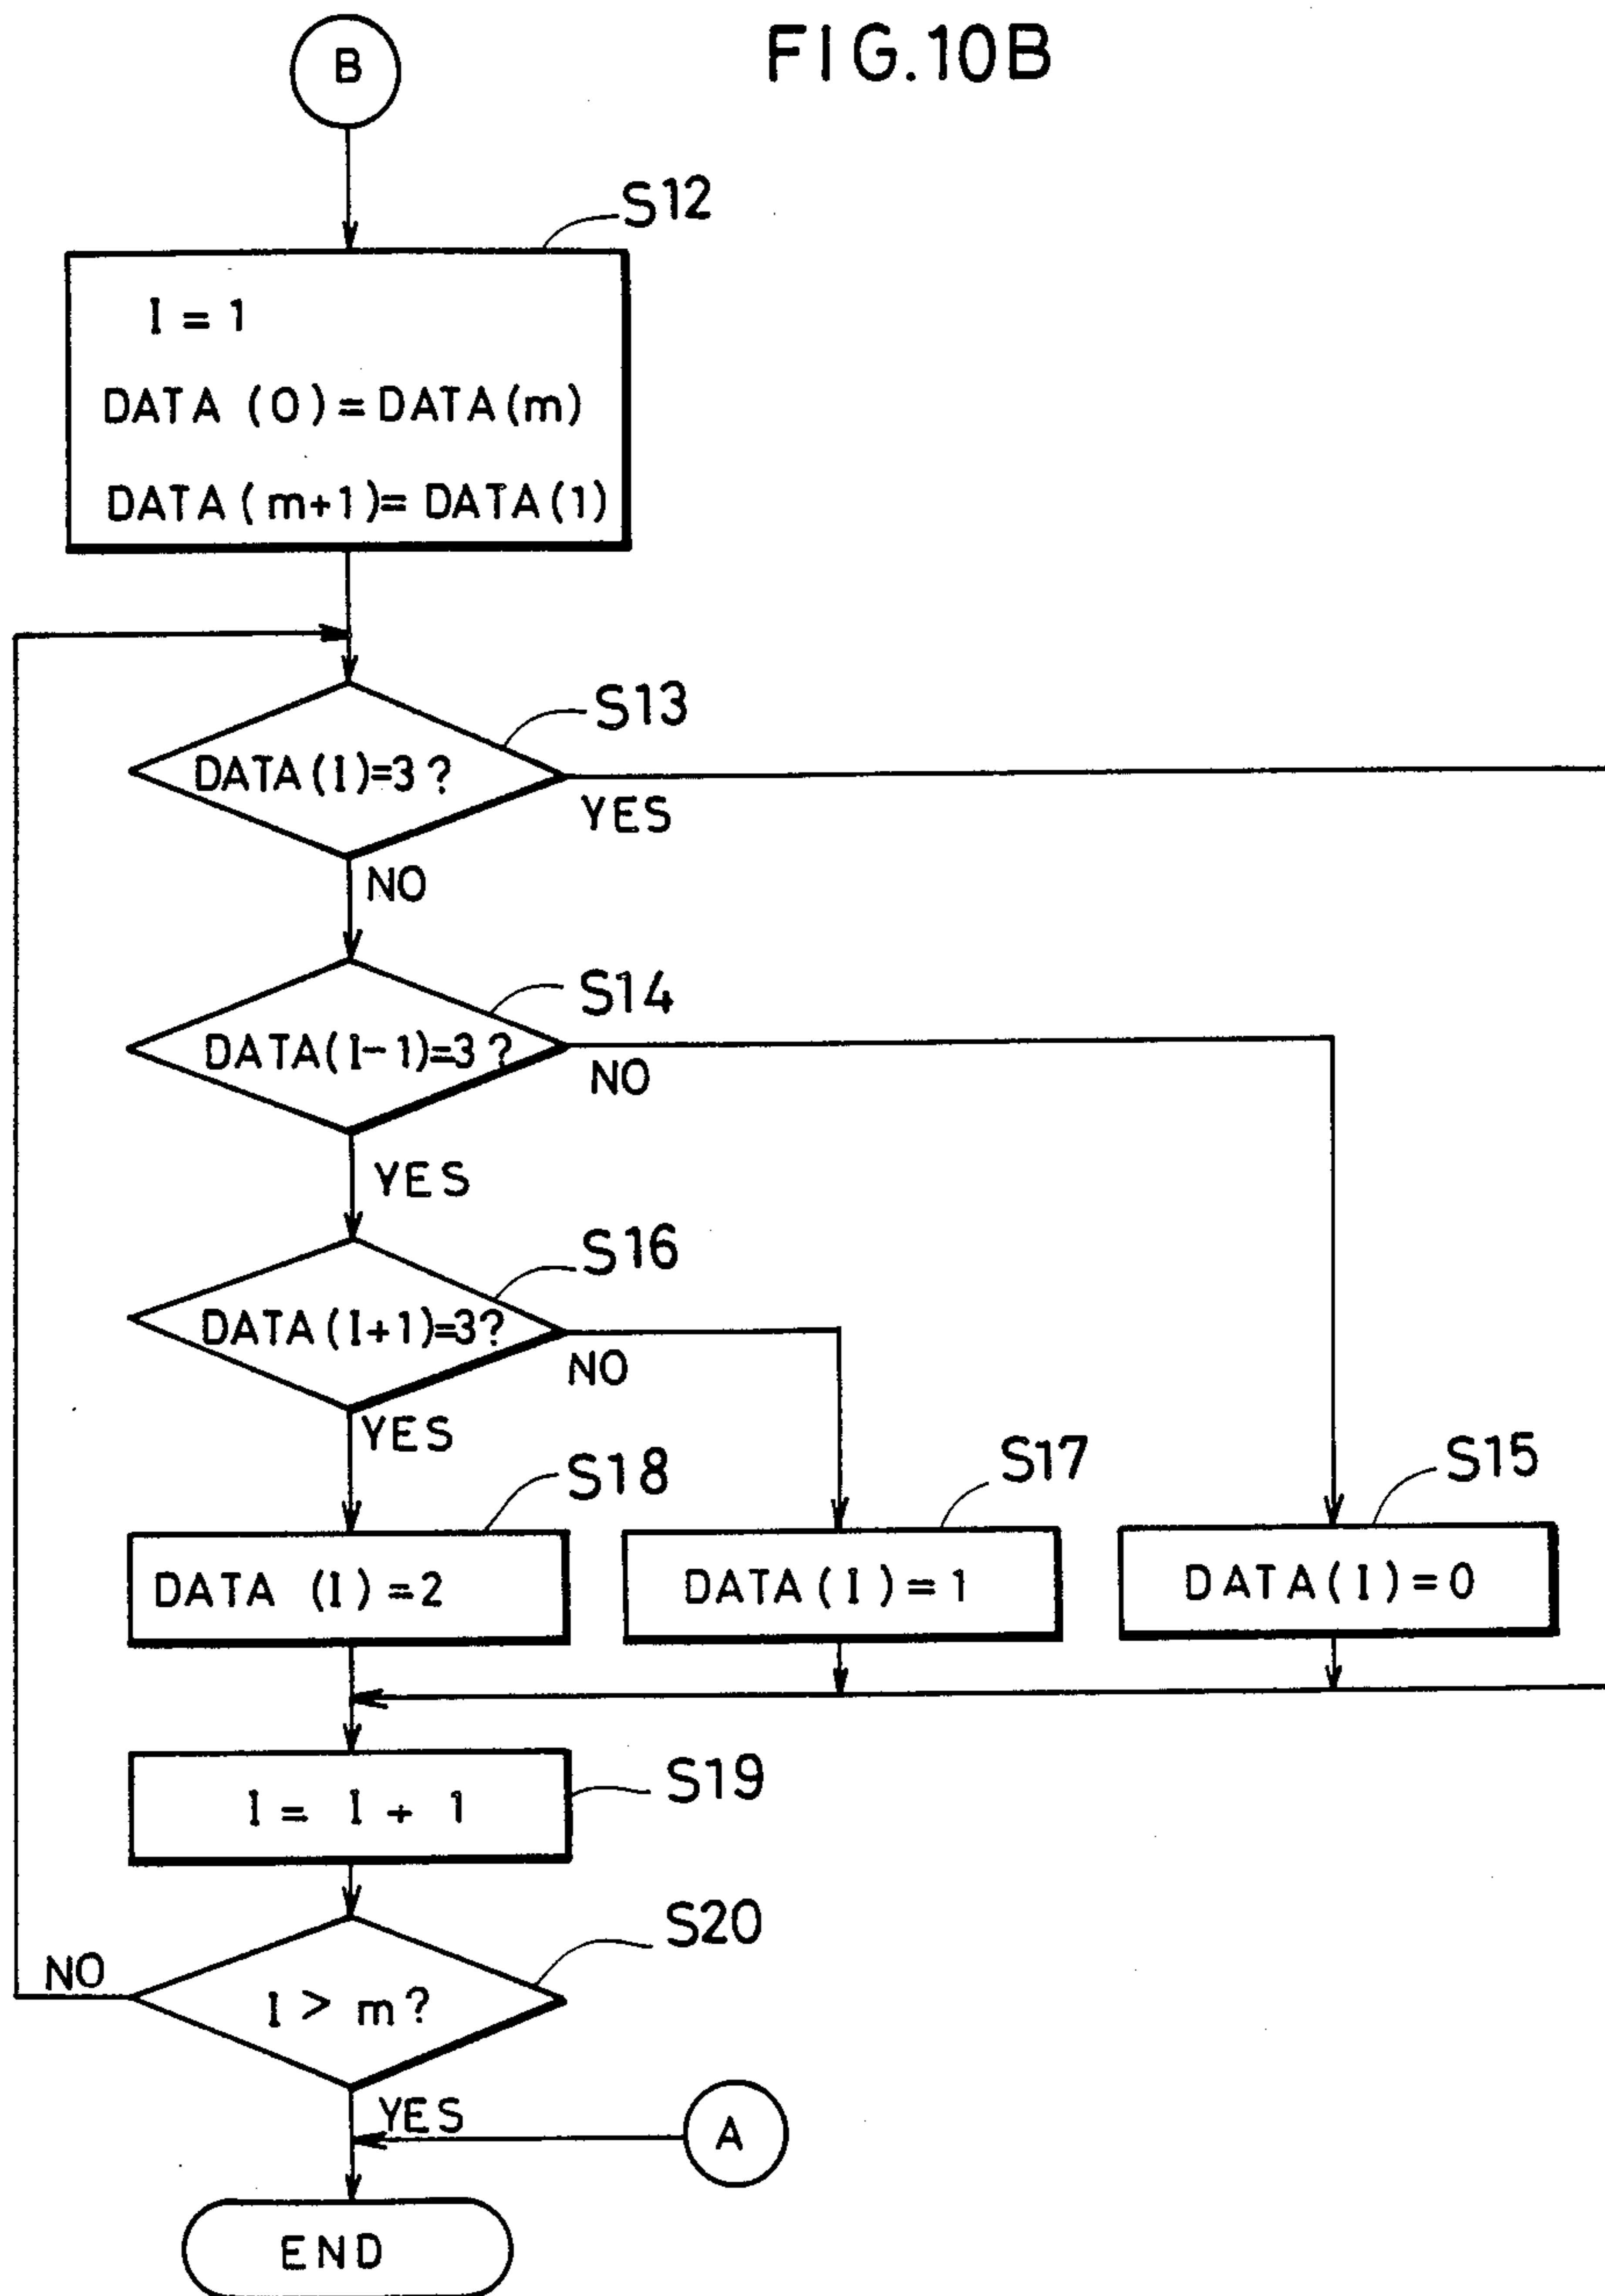 FIG.10B
B
S12
I = 1
DATA (0) = DATA(m)
DATA(m+1)= DATA(1)
S13
DATA(I)=3?
YES
NO
S14
DATA(I-1)=3?
NO
YES
S16
DATA(I+1)=3?
NO
YES
S18
S17
S15
DATA (I) =2
DATA(I) = 1
DATA(I) = 0
S19
I = I + 1
S20
NO
I > m?
YES
A
END